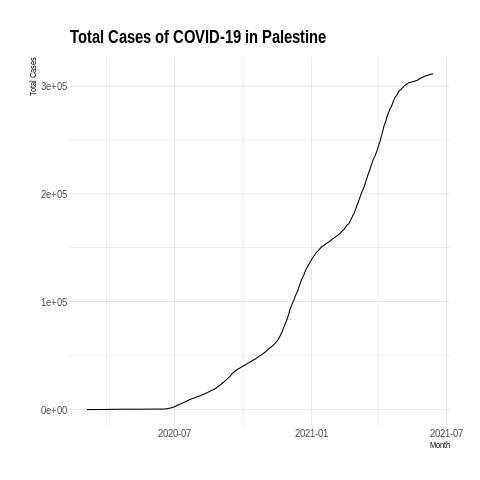 Total Cases of COVID-19 in Palestine
Total Cases
3e+05
2e+05
1e+05
0e+00
2020-07
2021-01
2021-07
Month